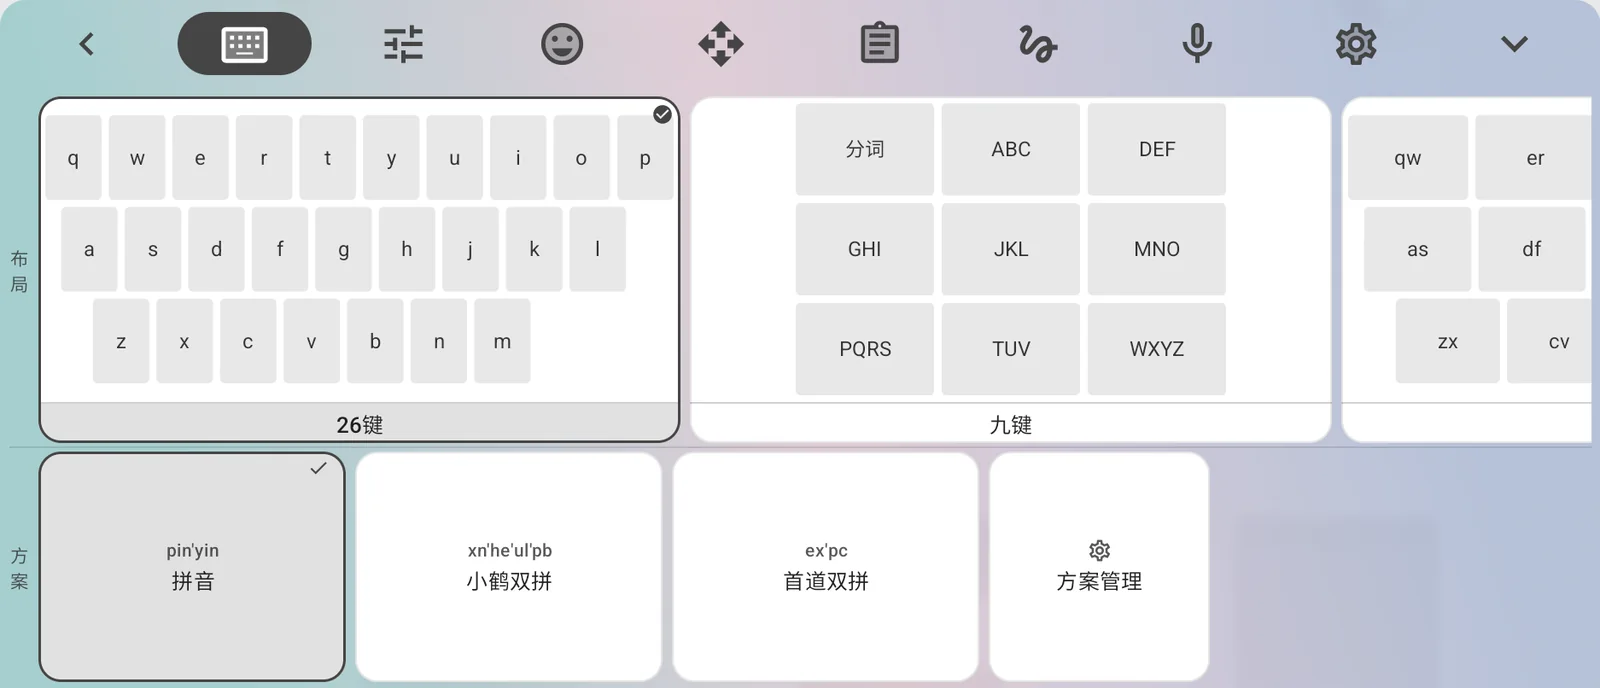 布局
q w e r t y u i o p
a s d f g h j k l
z x c v b n m
26键
分词 ABC DEF
GHI JKL MNO
PQRS TUV WXYZ
九键
qw er
as df
zx cv
方案
pin'yin
拼音
xn'he'ul'pb
小鹤双拼
ex'pc
首道双拼
方案管理